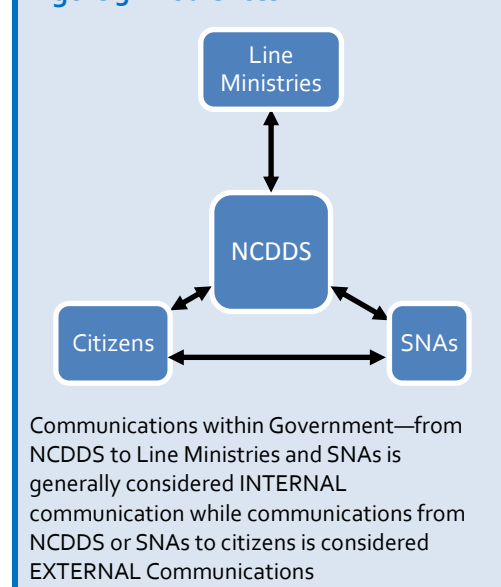 Line
Ministries
NCDDS
Citizens
SNAs
Communications within Government—from
NCDDS to Line Ministries and SNAs is
generally considered INTERNAL
communication while communications from
NCDDS or SNAs to citizens is considered
EXTERNAL Communications